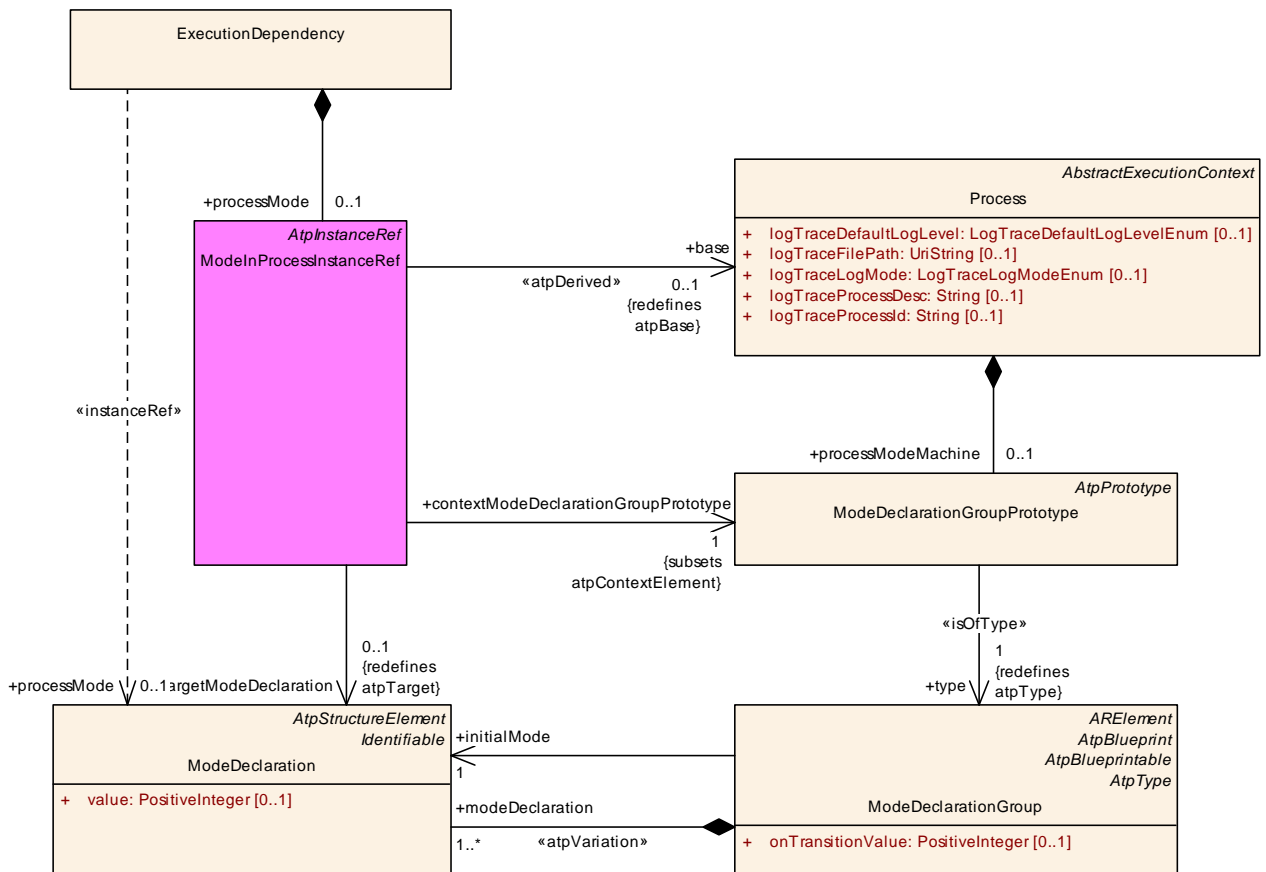 ExecutionDependency
+processMode
0..1
AbstractExecutionContext
Process
+ logTraceDefaultLogLevel: LogTraceDefaultLogLevelEnum [0..1]
+ logTraceFilePath: UriString [0..1]
+ logTraceLogMode: LogTraceLogModeEnum [0..1]
+ logTraceProcessDesc: String [0..1]
+ logTraceProcessId: String [0..1]
AtpInstanceRef
ModeInProcessInstanceRef
+base
«atpDerived»
0..1
{redefines
atpBase}
«instanceRef»
+processModeMachine
0..1
+contextModeDeclarationGroupPrototype
1
{subsets
atpContextElement}
AtpPrototype
ModeDeclarationGroupPrototype
«isOfType»
1
{redefines
atpType}
+type
0..1
{redefines
atpTarget}
+processMode
0..1
argetModeDeclaration
AtpStructureElement
Identifiable
ModeDeclaration
+ value: PositiveInteger [0..1]
+initialMode
1
+modeDeclaration
1..*
«atpVariation»
ARElement
AtpBlueprint
AtpBlueprintable
AtpType
ModeDeclarationGroup
+ onTransitionValue: PositiveInteger [0..1]